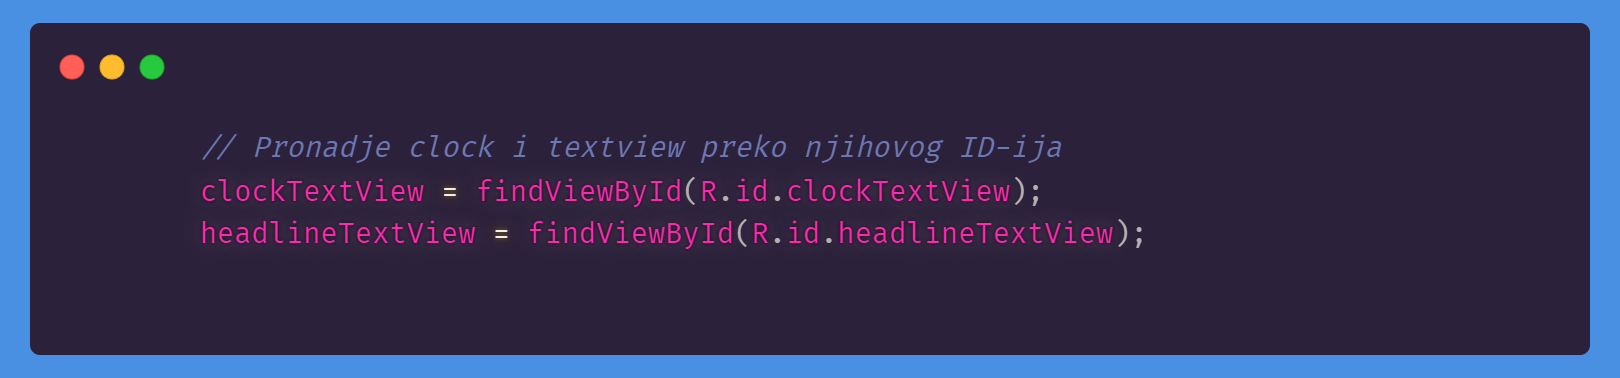 // Pronadje clock i textview preko njihovog ID-ija
clockTextView = findViewById(R.id.clockTextView);
headlineTextView = findViewById(R.id.headlineTextView);